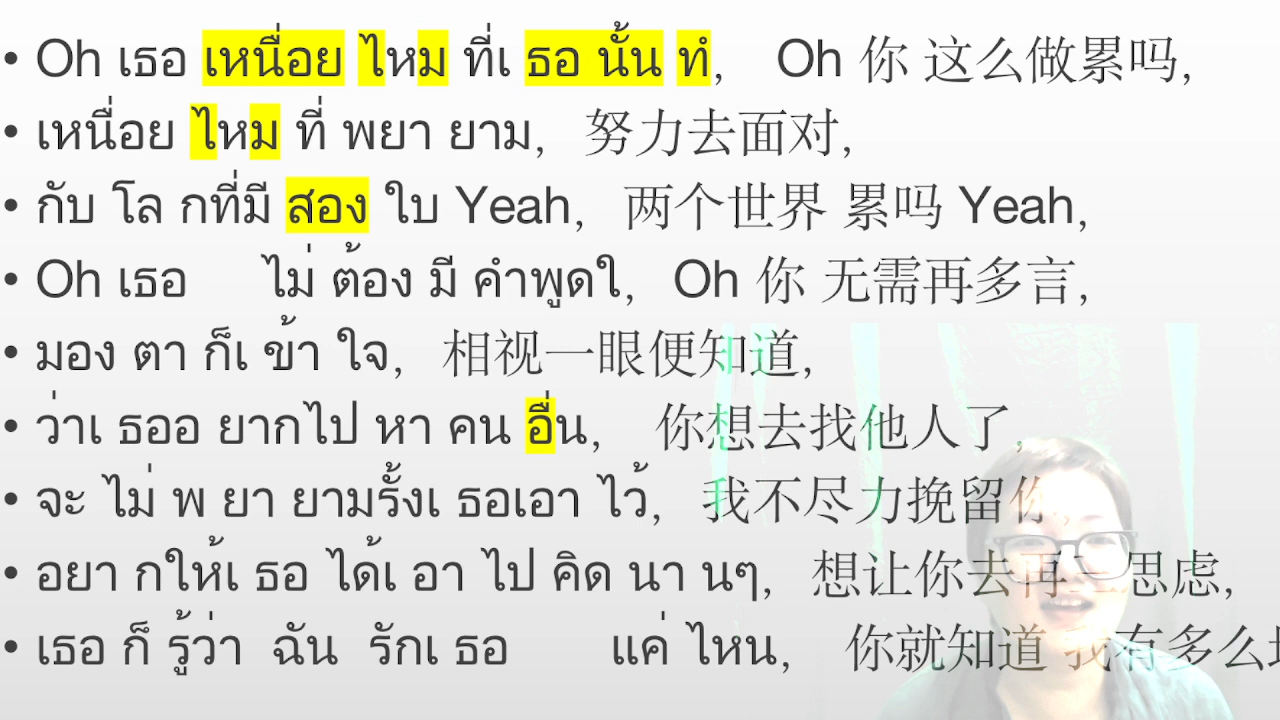 • Oh เธอ เหนื่อย ไหม ที่เ ธอ นั้น ทํ, Oh 你 这么做累吗,
• เหนื่อย ไหม ที่ พยา ยาม, 努力去面对,
• กับ โล กที่มี สอง ใบ Yeah, 两个世界 累吗 Yeah,
• Oh เธอ ไม่ ต้อง มี คำพูดใ, Oh 你 无需再多言,
• มอง ตา ก็เ ข้า ใจ, 相视一眼便知道,
• ว่าเ ธออ ยากไป หา คน อื่น, 你想去找他人了,
• จะ ไม่ พ ยา ยามรั้งเ ธอเอา ไว้, 我不尽力挽留你,
• อยา กให้เ ธอ ได้เ อา ไป คิด นา นๆ, 想让你去再三思虑,
• เธอ ก็ รู้ว่า ฉัน รักเ ธอ แค่ ไหน, 你就知道 我有多么